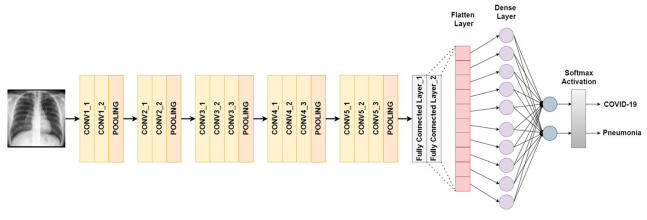 Flatten
Layer
Dense
Layer
CONV1_1
CONV1_2
POOLING
CONV2_1
CONV2_2
POOLING
CONV3_1
CONV3_2
CONV3_3
POOLING
CONV4_1
CONV4_2
CONV4_3
POOLING
CONV5_1
CONV5_2
CONV5_3
POOLING
Fully Connected Layer_1
Fully Connected Layer_2
Softmax
Activation
COVID-19
Pneumonia